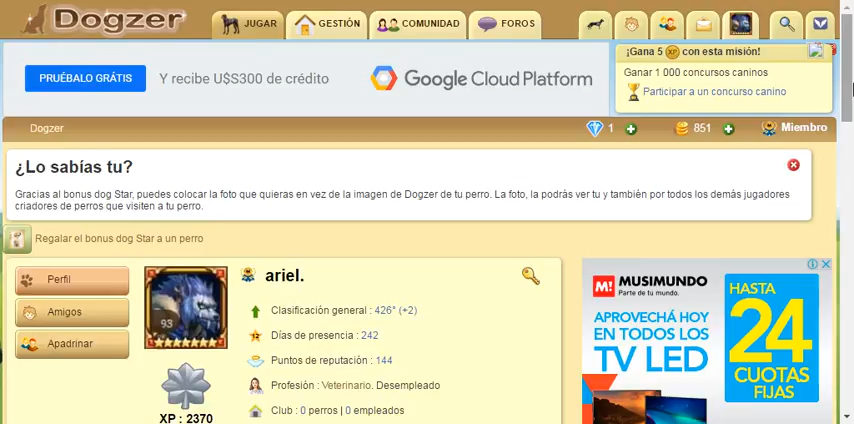 Dogzer
JUGAR
GESTIÓN
COMUNIDAD
FOROS
PRUÉBALO GRATIS
Y recibe U$S300 de crédito
Google Cloud Platform
¡Gana 5 XP con esta misión!
Ganar 1 000 concursos caninos
Participar a un concurso canino
Dogzer
1
851
Miembro
¿Lo sabías tu?
Gracias al bonus dog Star, puedes colocar la foto que quieras en vez de la imagen de Dogzer de tu perro. La foto, la podrás ver tu y también por todos los demás jugadores
criadores de perros que visiten a tu perro.
Regalar el bonus dog Star a un perro
Perfil
Amigos
Apadrinar
93
XP : 2370
ariel.
Clasificación general : 426° (+2)
Días de presencia : 242
Puntos de reputación : 144
Profesión : Veterinario. Desempleado
Club : 0 perros | 0 empleados
M! MUSIMUNDO
Parte de tu mundo.
APROVECHÁ HOY
EN TODOS LOS
TV LED
HASTA
24
CUOTAS
FIJAS